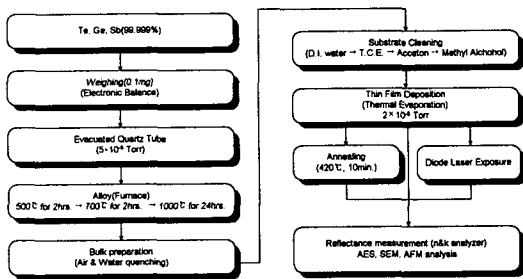 Te, Ge, Sb(99.999%)
Weighing(0.1mg)
(Electronic Balance)
Evacuated Quartz Tube
(5×10⁻⁶ Torr)
Alloy(Furnace)
500℃ for 2hrs. → 700℃ for 2hrs. → 1000℃ for 24hrs.
Bulk preparation
(Air & Water quenching)
Substrate Cleaning
(D.I. water → T.C.E. → Acceton → Methyl Alchohol)
Thin Film Deposition
(Thermal Evaporation)
2×10⁻⁶ Torr
Annealing
(420℃, 10min.)
Diode Laser Exposure
Reflectance measurement (n&k analyzer)
AES, SEM, AFM analysis